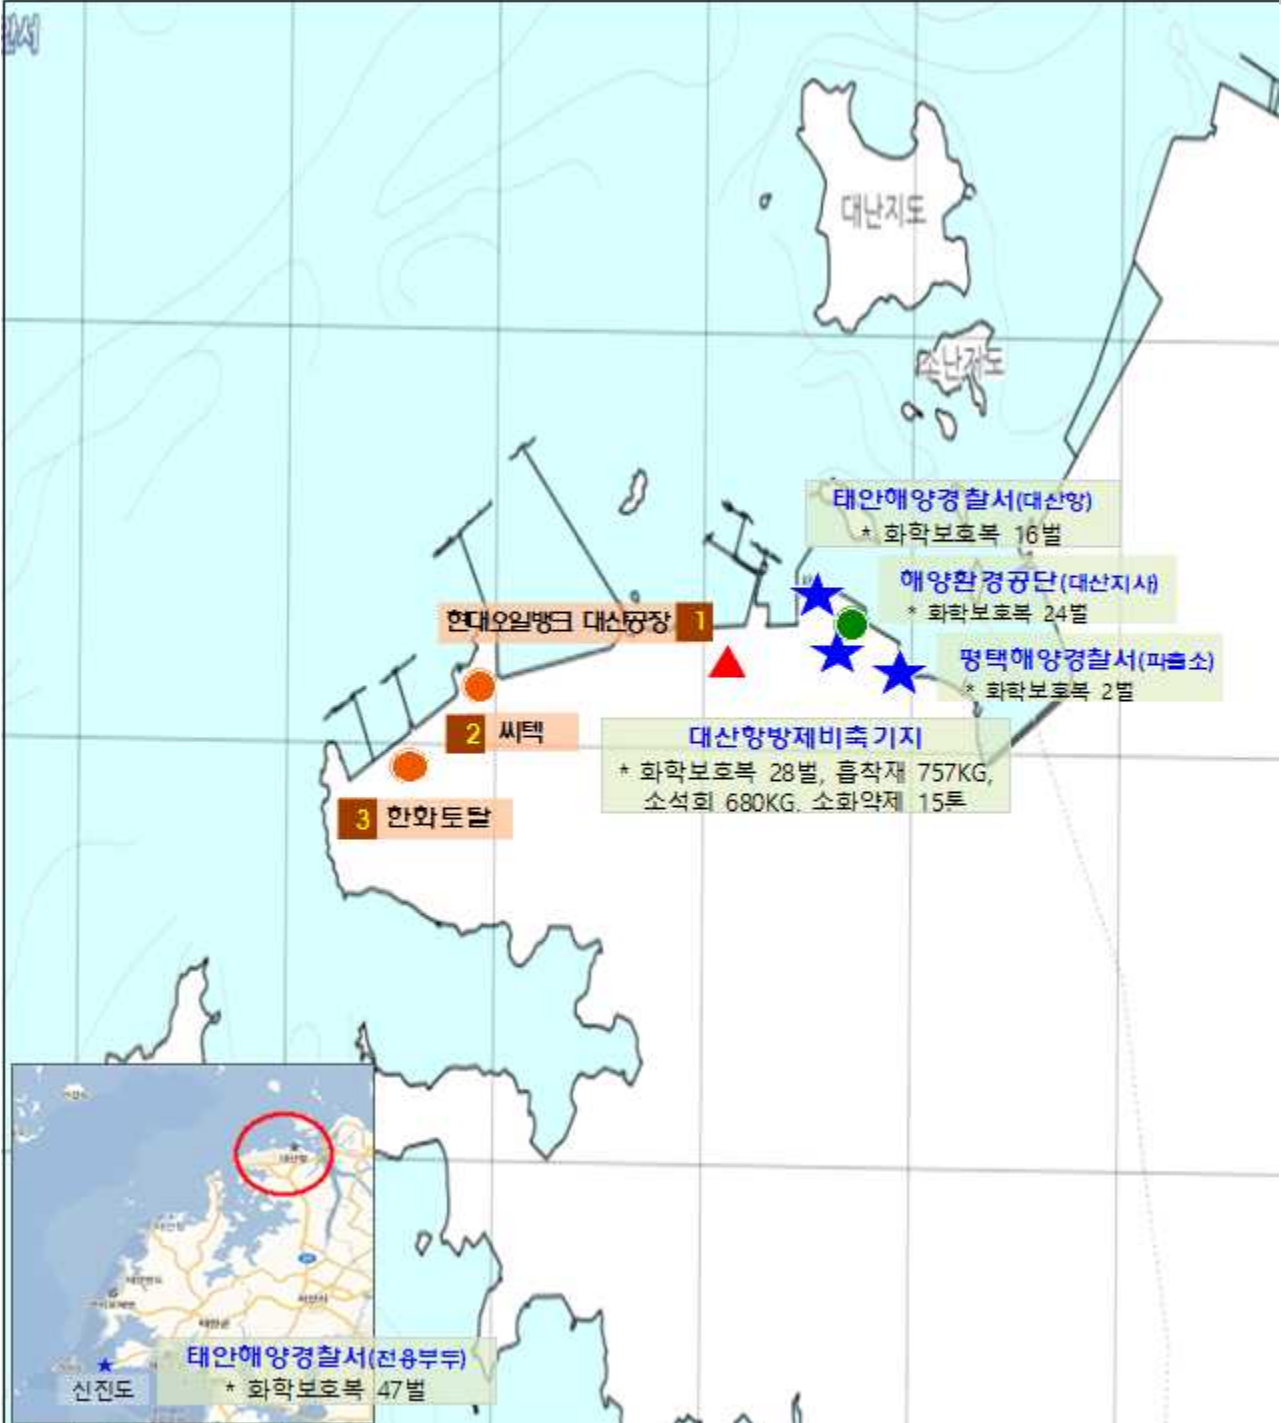 대난지도
소난지도
태안해양경찰서(대산항)
* 화학보호복 16벌
해양환경공단(대산지사)
* 화학보호복 24벌
현대오일뱅크 대산공장 1
평택해양경찰서(파출소)
* 화학보호복 2벌
2 씨텍
대산항방제비축기지
* 화학보호복 28벌, 흡착재 757KG,
소석회 680KG, 소화약제 15톤
3 한화토탈
대산항
태안군
태안해양경찰서(전용부두)
* 화학보호복 47벌
신진도